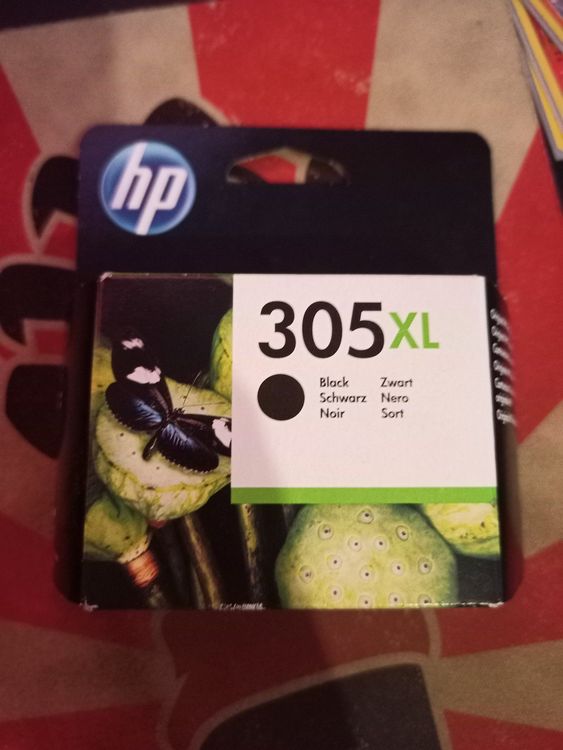 hp
305XL
Black Zwart
Schwarz Nero
Noir Sort